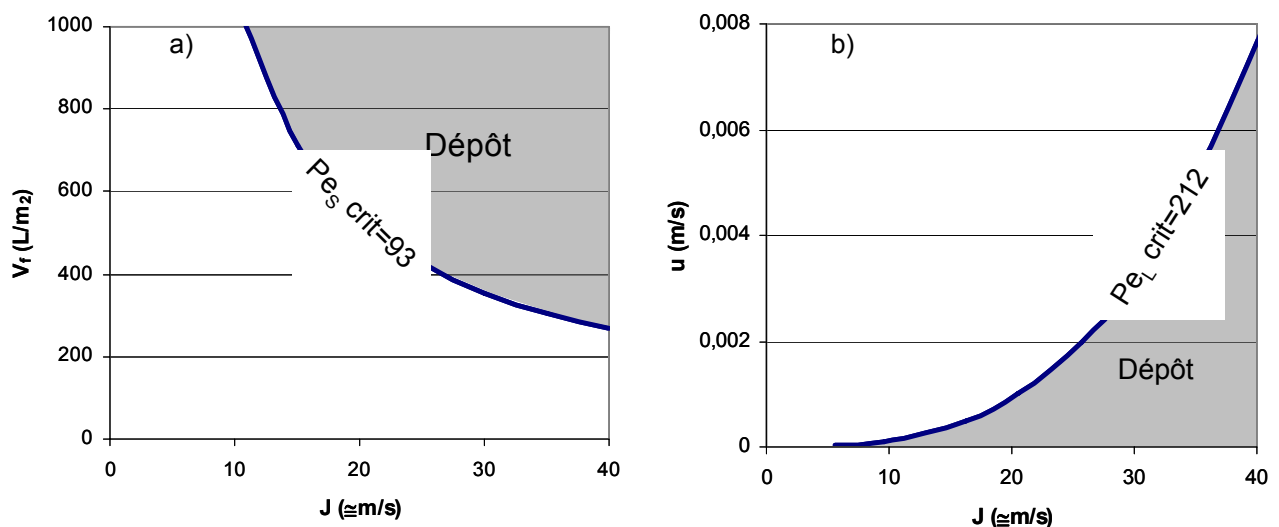 a)
1000
800
600
400
200
0
V_f (L/m_2)
Dépôt
Pe_S crit=93
0 10 20 30 40
J (≅m/s)
b)
0,008
0,006
0,004
0,002
0
u (m/s)
Pe_L crit=212
Dépôt
0 10 20 30 40
J (≅m/s)